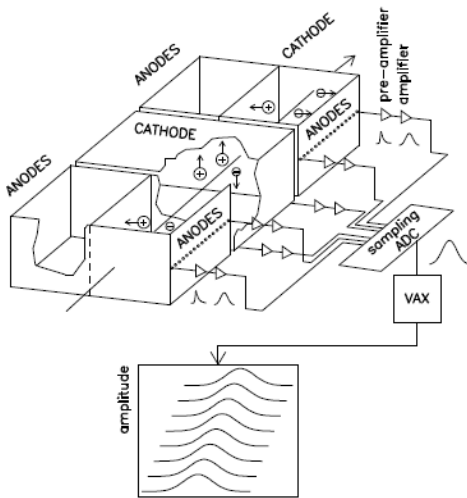 CATHODE
ANODES
pre-amplifier
amplifier
ANODES
CATHODE
ANODES
ANODES
sampling
ADC
VAX
amplitude